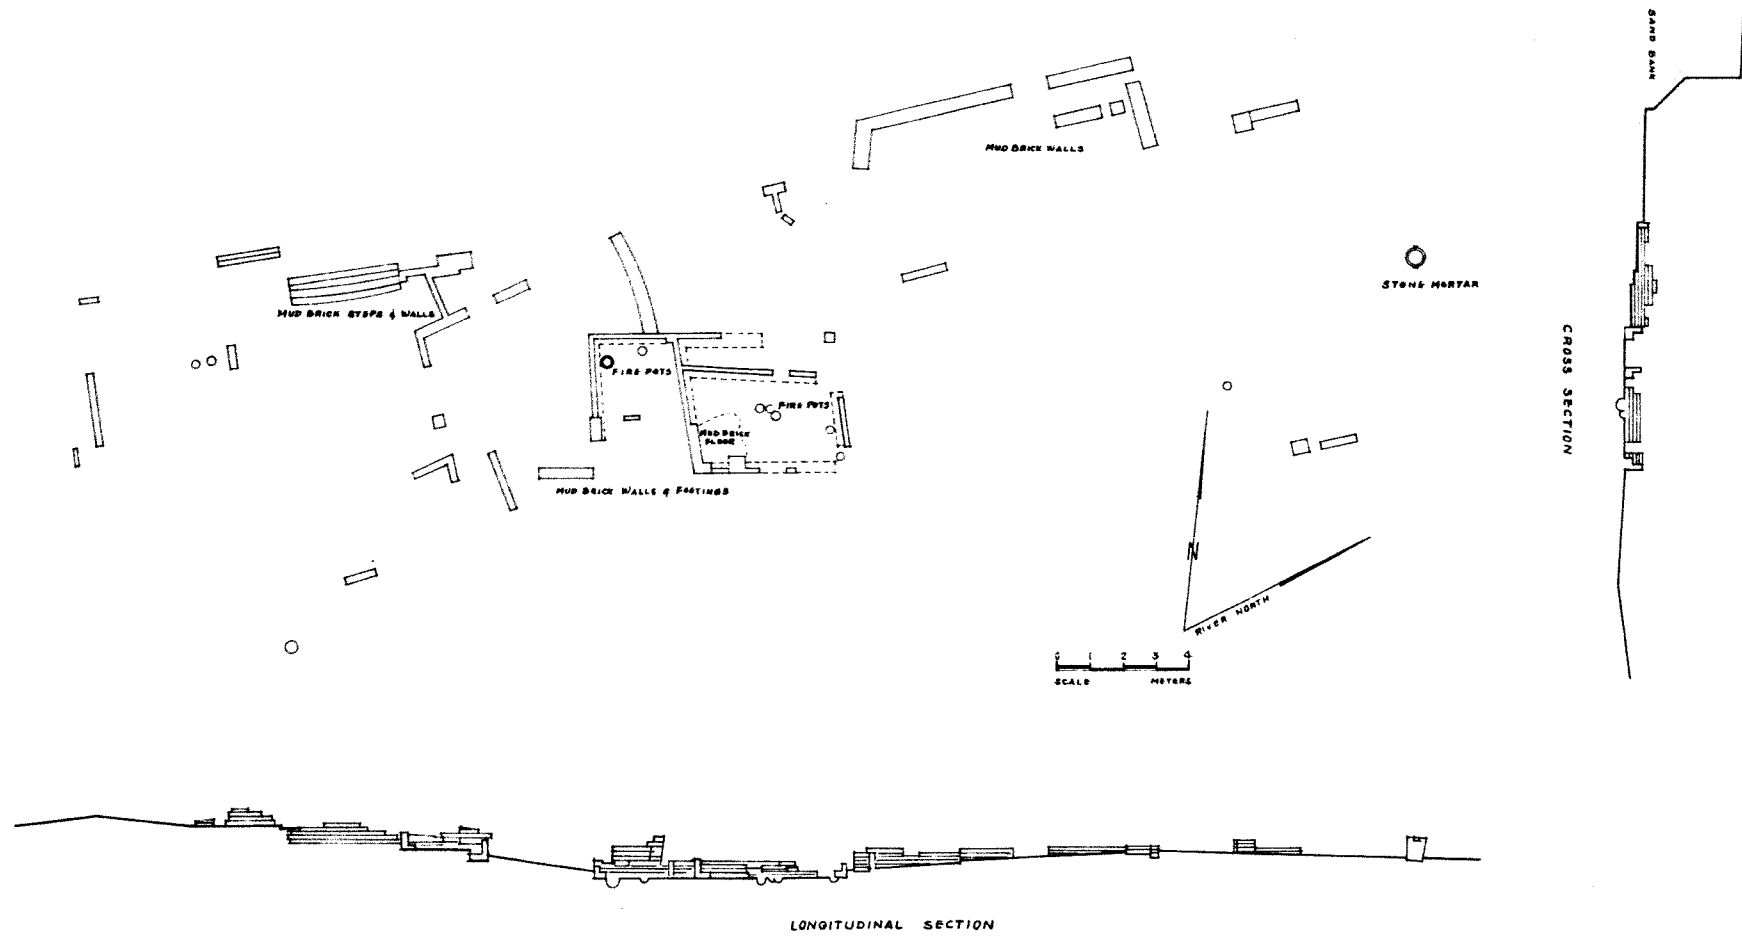 SAND BANK
MUD BRICK WALLS
STONE MORTAR
MUD BRICK STEPS & WALLS
FIRE POTS
FIRE POTS
MUD BRICK
FLOOR
MUD BRICK WALLS & FOOTINGS
CROSS SECTION
N
RIVER NORTH
0 1 2 3 4
SCALE METERS
LONGITUDINAL SECTION